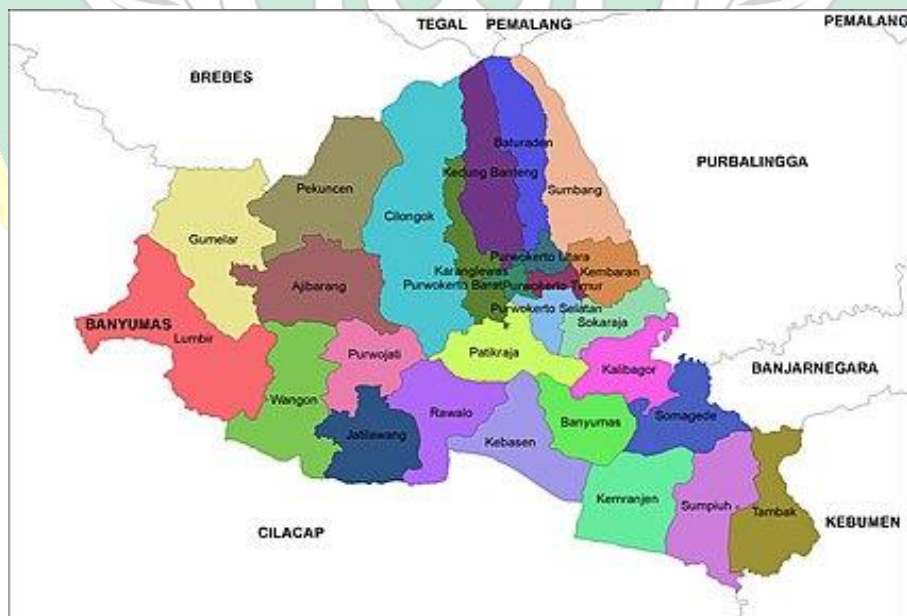 TEGAL
PEMALANG
PEMALANG
BREBES
Baturaden
Kedung Banteng
PURBALINGGA
Pekuncen
Sumbang
Cilongok
Gumelar
Purwokerto Utara
Karanglewas
Kembaran
Ajibarang
Purwokerto Barat
Purwokerto Timur
Purwokerto Selatan
BANYUMAS
Sokaraja
Lumbir
Purwojati
Patikraja
Kalibagor
BANJARNEGARA
Wangon
Rawalo
Banyumas
Somagede
Jatilawang
Kebasen
Kemranjen
Sumpiuh
Tambak
KEBUMEN
CILACAP